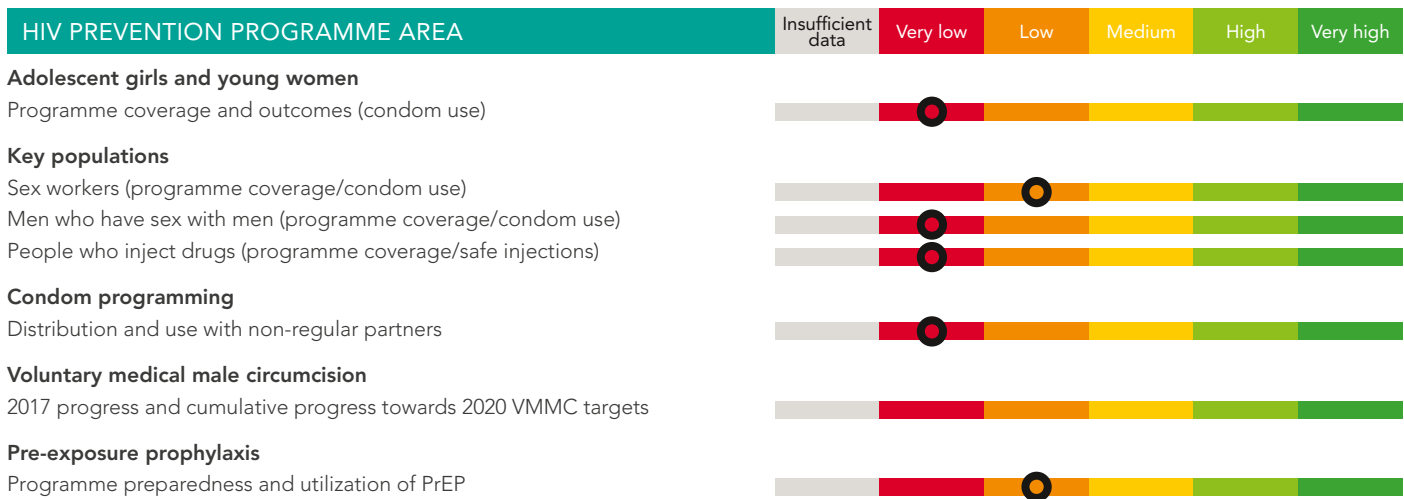 HIV PREVENTION PROGRAMME AREA
Insufficient
data
Very low
Low
Medium
High
Very high
Adolescent girls and young women
Programme coverage and outcomes (condom use)
Key populations
Sex workers (programme coverage/condom use)
Men who have sex with men (programme coverage/condom use)
People who inject drugs (programme coverage/safe injections)
Condom programming
Distribution and use with non-regular partners
Voluntary medical male circumcision
2017 progress and cumulative progress towards 2020 VMMC targets
Pre-exposure prophylaxis
Programme preparedness and utilization of PrEP